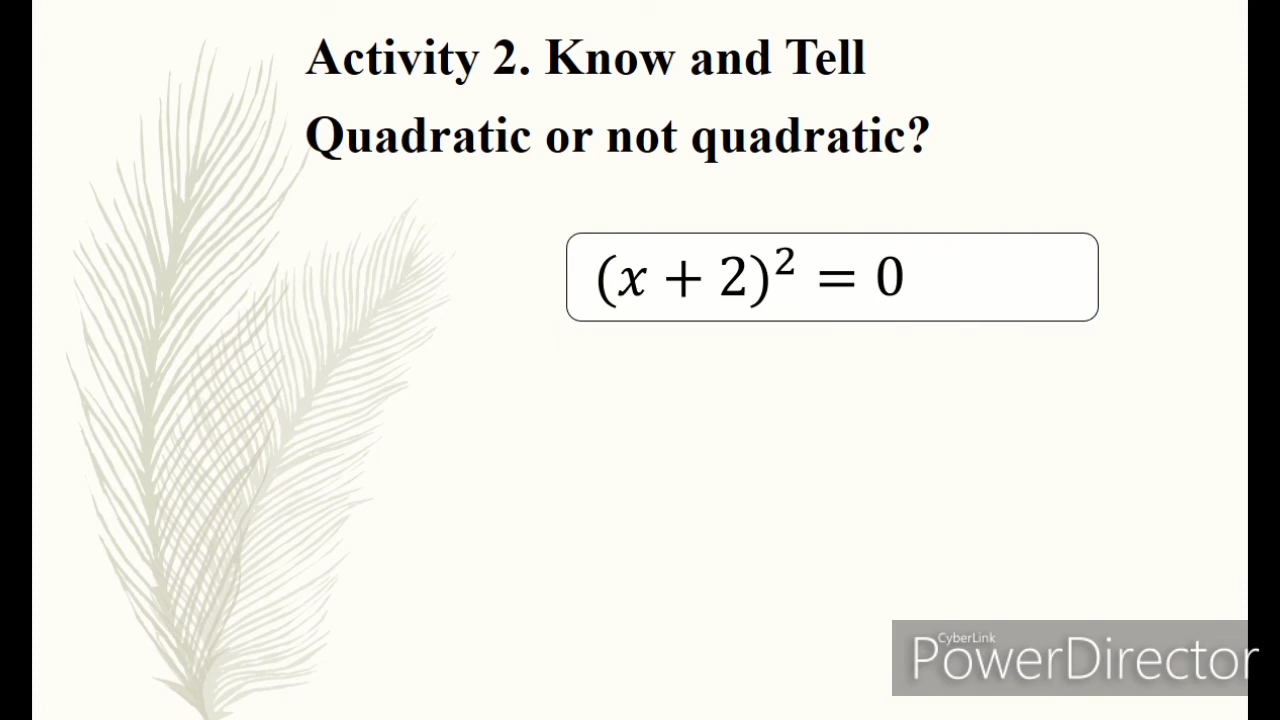 Activity 2. Know and Tell
Quadratic or not quadratic?
(x + 2)² = 0
CyberLink
PowerDirector